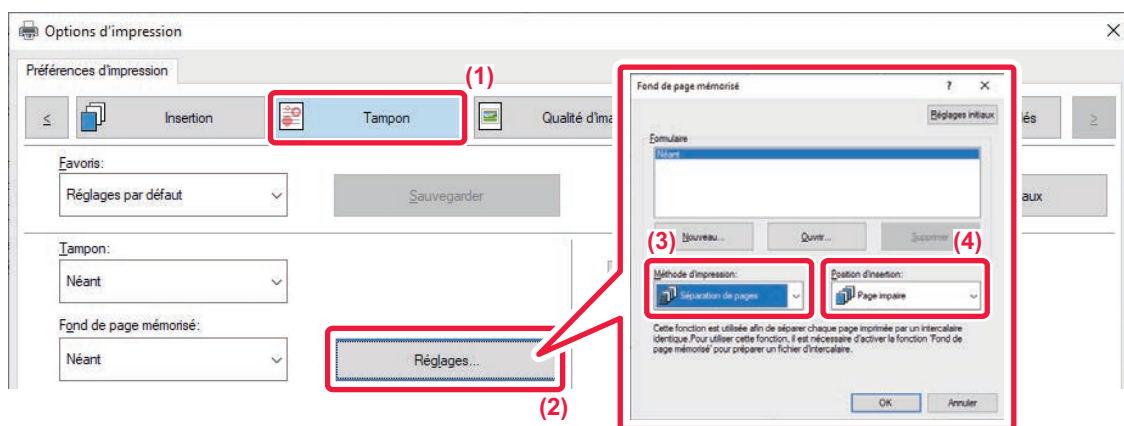 Options d'impression
Préférences d'impression
(1)
Insertion
Tampon
Qualité d'ima
lés
Favoris:
Réglages par défaut
Sauvegarder
aux
Tampon:
Néant
Fond de page mémorisé:
Néant
Réglages...
(2)
Fond de page mémorisé
?
Réglages initiaux
Formulaire
Néant
Nouveau...
Ouvrir...
Supprimer
(3)
(4)
Méthode d'impression:
Position d'insertion:
Séparation de pages
Page impaire
Cette fonction est utilisée afin de séparer chaque page imprimée par un intercalaire
identique.Pour utiliser cette fonction, il est nécessaire d'activer la fonction 'Fond de
page mémorisé' pour préparer un fichier d'intercalaire.
OK
Annuler